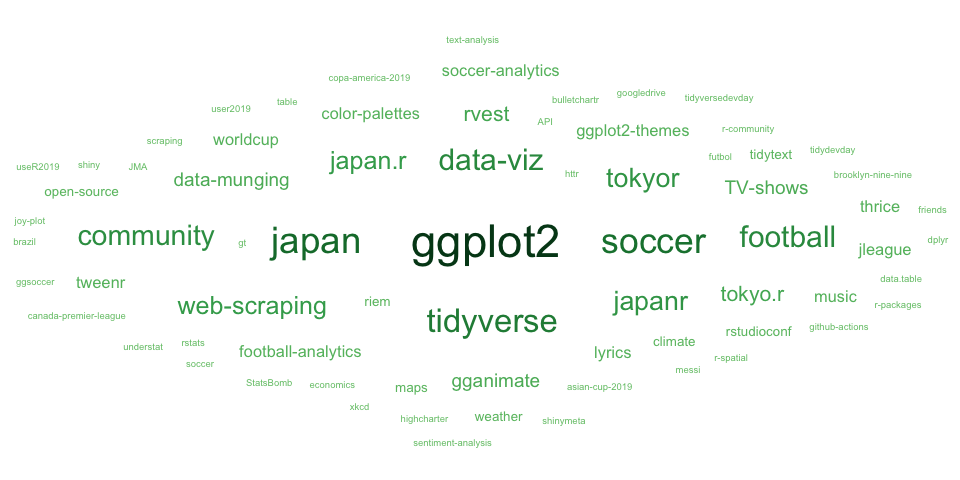 text-analysis
soccer-analytics
copa-america-2019
googledrive
bulletchartr
tidyversedevday
table
user2019
color-palettes
rvest
API
ggplot2-themes
r-community
scraping
worldcup
japan.r
data-viz
futbol
tidytext
tidydevday
useR2019
shiny
JMA
httr
brooklyn-nine-nine
open-source
data-munging
tokyor
TV-shows
thrice
friends
joy-plot
brazil
community
gt
japan
ggplot2
soccer
football
jleague
dplyr
ggsoccer
tweenr
data.table
web-scraping
riem
japanr
tokyo.r
music
r-packages
canada-premier-league
tidyverse
rstudioconf
github-actions
understat
rstats
football-analytics
lyrics
climate
r-spatial
soccer
messi
StatsBomb
economics
maps
gganimate
asian-cup-2019
xkcd
highcharter
weather
shinymeta
sentiment-analysis